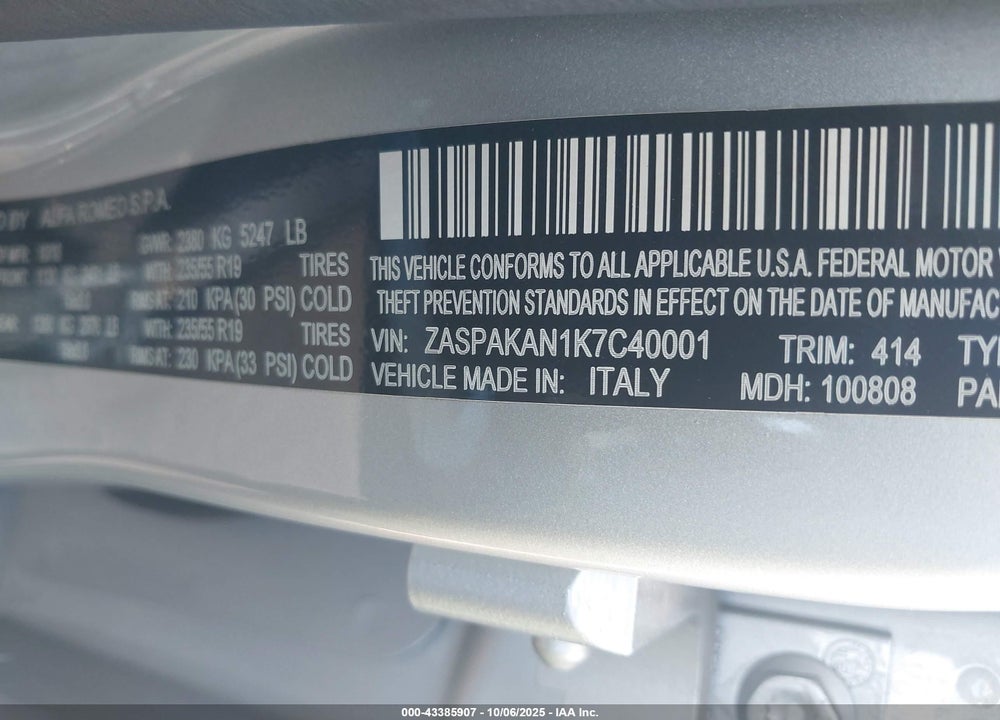 ALFA ROMEO S.P.A.
GVWR: 2380 KG 5247 LB
WITH: 235/55 R19 TIRES
210 KPA(30 PSI) COLD
WITH: 235/55 R19 TIRES
230 KPA(33 PSI) COLD
THIS VEHICLE CONFORMS TO ALL APPLICABLE U.S.A. FEDERAL MOTOR V
THEFT PREVENTION STANDARDS IN EFFECT ON THE DATE OF MANUFAC
VIN: ZASPAKAN1K7C40001 TRIM: 414 TYP
VEHICLE MADE IN: ITALY MDH: 100808 PAI
000-43385907 - 10/06/2025 - IAA Inc.